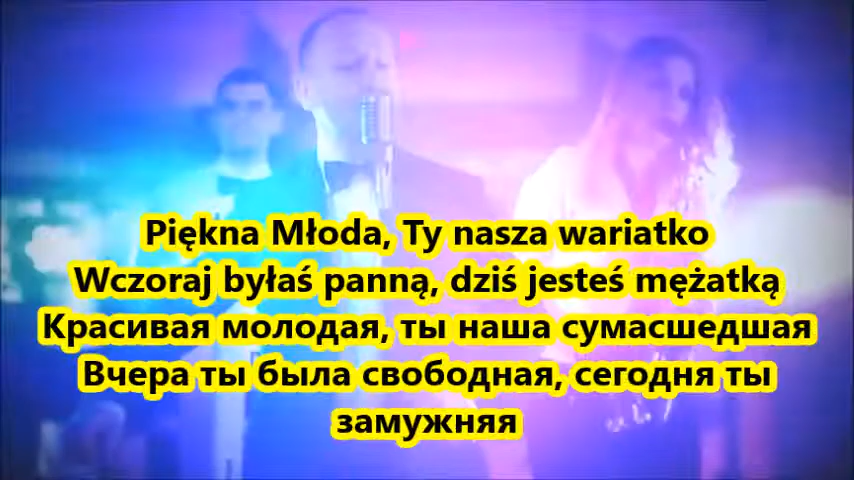 Piękna Młoda, Ty nasza wariatko
Wczoraj byłaś panną, dziś jesteś mężatką
Красивая молодая, ты наша сумасшедшая
Вчера ты была свободная, сегодня ты
замужняя